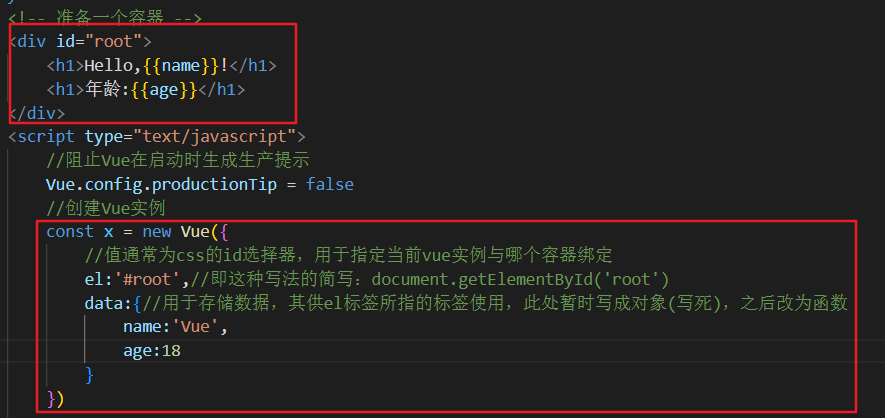 <!-- 准备一个容器 -->
<div id="root">
    <h1>Hello,{{name}}!</h1>
    <h1>年龄:{{age}}</h1>
</div>
<script type="text/javascript">
    //阻止Vue在启动时生成生产提示
    Vue.config.productionTip = false
    //创建Vue实例
    const x = new Vue({
        //值通常为css的id选择器，用于指定当前vue实例与哪个容器绑定
        el:'#root',//即这种写法的简写：document.getElementById('root')
        data:{//用于存储数据，其供el标签所指的标签使用，此处暂时写成对象(写死)，之后改为函数
            name:'Vue',
            age:18
        }
    })